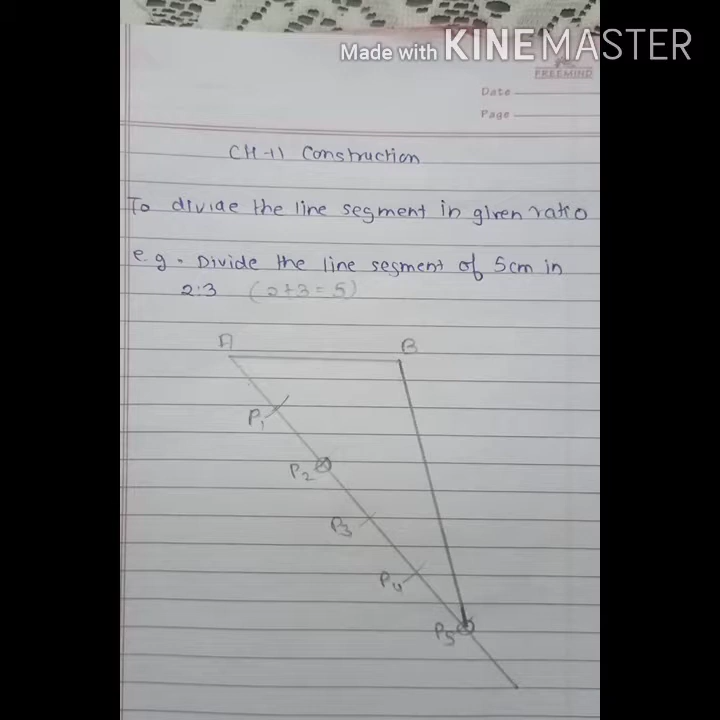 Made with KINEMASTER
FREEMIND
Date
Page
CH-11 Construction
To divide the line segment in given ratio
e.g. Divide the line segment of 5cm in
2:3 (2+3=5)
A B
P1
P2
P3
P4
P5